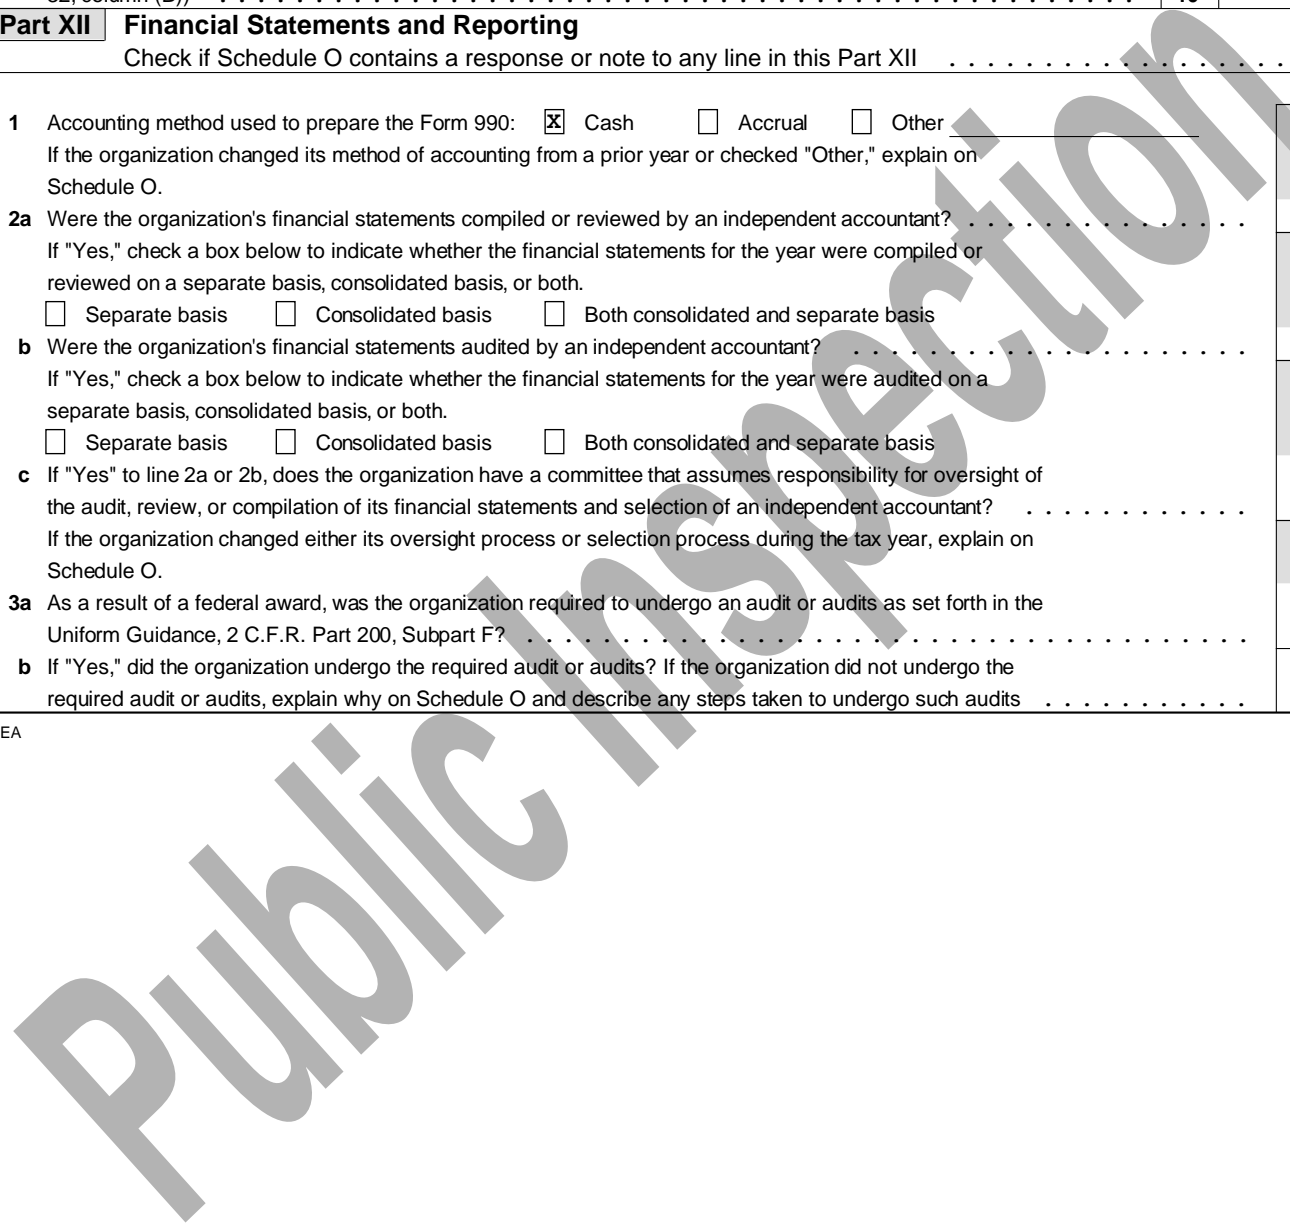 Part XII Financial Statements and Reporting
Check if Schedule O contains a response or note to any line in this Part XII . . . . . . . . . . . . . . . . . .
1 Accounting method used to prepare the Form 990: X Cash Accrual Other
If the organization changed its method of accounting from a prior year or checked "Other," explain on
Schedule O.
2a Were the organization's financial statements compiled or reviewed by an independent accountant? . . . . . . . . . . . . . . .
If "Yes," check a box below to indicate whether the financial statements for the year were compiled or
reviewed on a separate basis, consolidated basis, or both.
Separate basis Consolidated basis Both consolidated and separate basis
b Were the organization's financial statements audited by an independent accountant? . . . . . . . . . . . . . . . . . . . . .
If "Yes," check a box below to indicate whether the financial statements for the year were audited on a
separate basis, consolidated basis, or both.
Separate basis Consolidated basis Both consolidated and separate basis
c If "Yes" to line 2a or 2b, does the organization have a committee that assumes responsibility for oversight of
the audit, review, or compilation of its financial statements and selection of an independent accountant? . . . . . . . . . . . .
If the organization changed either its oversight process or selection process during the tax year, explain on
Schedule O.
3a As a result of a federal award, was the organization required to undergo an audit or audits as set forth in the
Uniform Guidance, 2 C.F.R. Part 200, Subpart F? . . . . . . . . . . . . . . . . . . . . . . . . . . . . . . . . . . . . . .
b If "Yes," did the organization undergo the required audit or audits? If the organization did not undergo the
required audit or audits, explain why on Schedule O and describe any steps taken to undergo such audits . . . . . . . . . . .
EA
Public Inspection